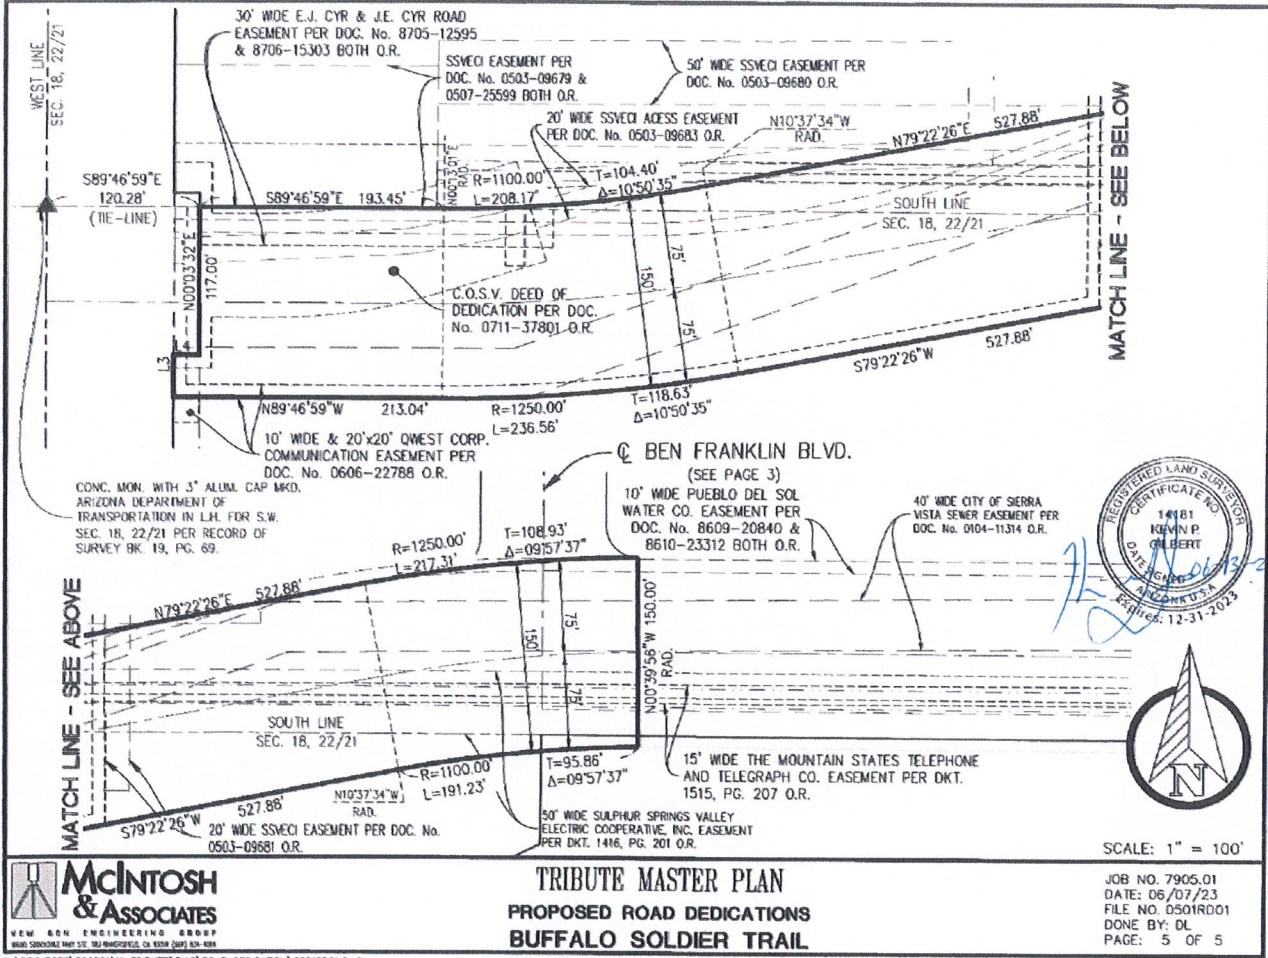 30' WIDE E.J. CYR & J.E. CYR ROAD
EASEMENT PER DOC. No. 8705-12595
& 8706-15303 BOTH O.R.
SSVECI EASEMENT PER
DOC. No. 0503-09679 &
0507-25599 BOTH O.R.
50' WIDE SSVECI EASEMENT PER
DOC. No. 0503-09680 O.R.
20' WIDE SSVECI ACESS EASEMENT
PER DOC. No. 0503-09683 O.R.
WEST LINE
SEC. 18, 22/21
N10°37'34"W
RAD.
N79°22'26"E 527.88'
MATCH LINE - SEE BELOW
S89°46'59"E
120.28'
(TIE-LINE)
S89°46'59"E 193.45'
N00°13'01"E
RAD.
R=1100.00'
L=208.17'
T=104.40'
Δ=10°50'35"
SOUTH LINE
SEC. 18, 22/21
N00°03'32"E
117.00'
150'
75'
75'
C.O.S.V. DEED OF
DEDICATION PER DOC.
No. 0711-37801 O.R.
L3
L4
S79°22'26"W 527.88'
N89°46'59"W 213.04'
R=1250.00'
L=236.56'
T=118.63'
Δ=10°50'35"
10' WIDE & 20'x20' QWEST CORP.
COMMUNICATION EASEMENT PER
DOC. No. 0606-22788 O.R.
CONC. MON. WITH 3" ALUM. CAP MKD.
ARIZONA DEPARTMENT OF
TRANSPORTATION IN L.H. FOR S.W.
SEC. 18, 22/21 PER RECORD OF
SURVEY BK. 19, PG. 69.
℄ BEN FRANKLIN BLVD.
(SEE PAGE 3)
10' WIDE PUEBLO DEL SOL
WATER CO. EASEMENT PER
DOC. No. 8609-20840 &
8610-23312 BOTH O.R.
40' WIDE CITY OF SIERRA
VISTA SEWER EASEMENT PER
DOC. No. 0104-11314 O.R.
REGISTERED LAND SURVEYOR
CERTIFICATE NO.
14181
KEVIN P.
GILBERT
DATE SIGNED
ARIZONA U.S.A.
Expires: 12-31-2023
MATCH LINE - SEE ABOVE
N79°22'26"E 527.88'
R=1250.00'
L=217.31'
T=108.93'
Δ=09°57'37"
150'
75'
75'
N00°39'58"W 150.00'
RAD.
SOUTH LINE
SEC. 18, 22/21
S79°22'26"W 527.88'
N10°37'34"W
RAD.
R=1100.00'
L=191.23'
T=95.86'
Δ=09°57'37"
20' WIDE SSVECI EASEMENT PER DOC. No.
0503-09681 O.R.
50' WIDE SULPHUR SPRINGS VALLEY
ELECTRIC COOPERATIVE, INC. EASEMENT
PER DKT. 1416, PG. 201 O.R.
15' WIDE THE MOUNTAIN STATES TELEPHONE
AND TELEGRAPH CO. EASEMENT PER DKT.
1515, PG. 207 O.R.
N
SCALE: 1" = 100'
McINTOSH
& ASSOCIATES
NEW GEN ENGINEERING GROUP
TRIBUTE MASTER PLAN
PROPOSED ROAD DEDICATIONS
BUFFALO SOLDIER TRAIL
JOB NO. 7905.01
DATE: 06/07/23
FILE NO. 0501RD01
DONE BY: DL
PAGE: 5 OF 5